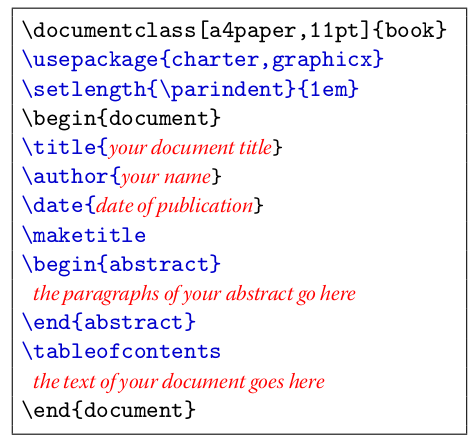 \documentclass[a4paper,11pt]{book}
\usepackage{charter,graphicx}
\setlength{\parindent}{1em}
\begin{document}
\title{your document title}
\author{your name}
\date{date of publication}
\maketitle
\begin{abstract}
the paragraphs of your abstract go here
\end{abstract}
\tableofcontents
the text of your document goes here
\end{document}